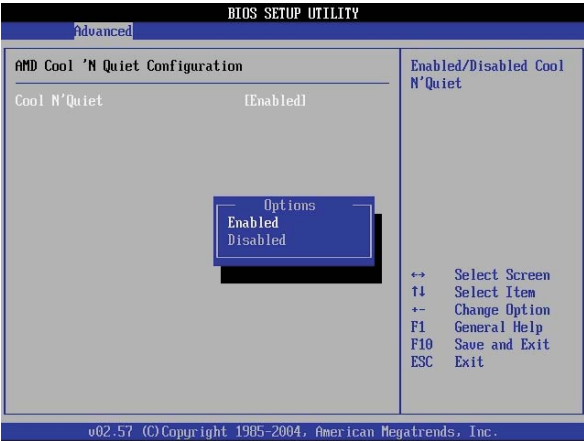 BIOS SETUP UTILITY
Advanced
AMD Cool 'N Quiet Configuration
Cool N'Quiet [Enabled]
Options
Enabled
Disabled
Enabled/Disabled Cool
N'Quiet
↔ Select Screen
↑↓ Select Item
+- Change Option
F1 General Help
F10 Save and Exit
ESC Exit
v02.57 (C)Copyright 1985-2004, American Megatrends, Inc.